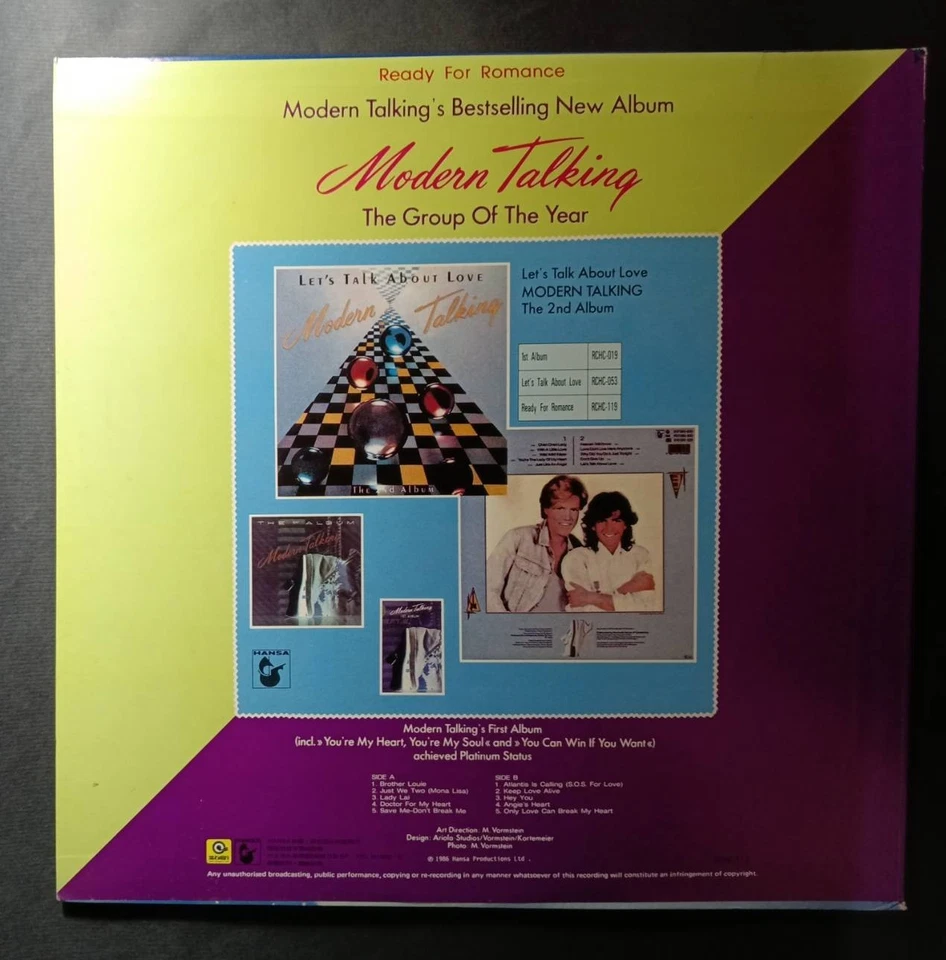 Ready For Romance
Modern Talking's Bestselling New Album
Modern Talking
The Group Of The Year
LET'S TALK ABOUT LOVE
Modern Talking
The 2nd Album
Let's Talk About Love
MODERN TALKING
The 2nd Album
1st Album RCHC-019
Let's Talk About Love RCHC-053
Ready For Romance RCHC-119
1 2
THE 1st ALBUM
Modern Talking
Modern Talking
HANSA
Modern Talking's First Album
(incl. »You're My Heart, You're My Soul« and »You Can Win If You Want«)
achieved Platinum Status
SIDE A
1. Brother Louie
2. Just We Two (Mona Lisa)
3. Lady Lai
4. Doctor For My Heart
5. Save Me-Don't Break Me
SIDE B
1. Atlantis Is Calling (S.O.S. For Love)
2. Keep Love Alive
3. Hey You
4. Angie's Heart
5. Only Love Can Break My Heart
Art Direction: M. Vormstein
Design: Ariola Studios/Vormstein/Kortemeier
Photo: M. Vormstein
℗ 1986 Hansa Productions Ltd.
Any unauthorised broadcasting, public performance, copying or re-recording in any manner whatsoever of this recording will constitute an infringement of copyright.